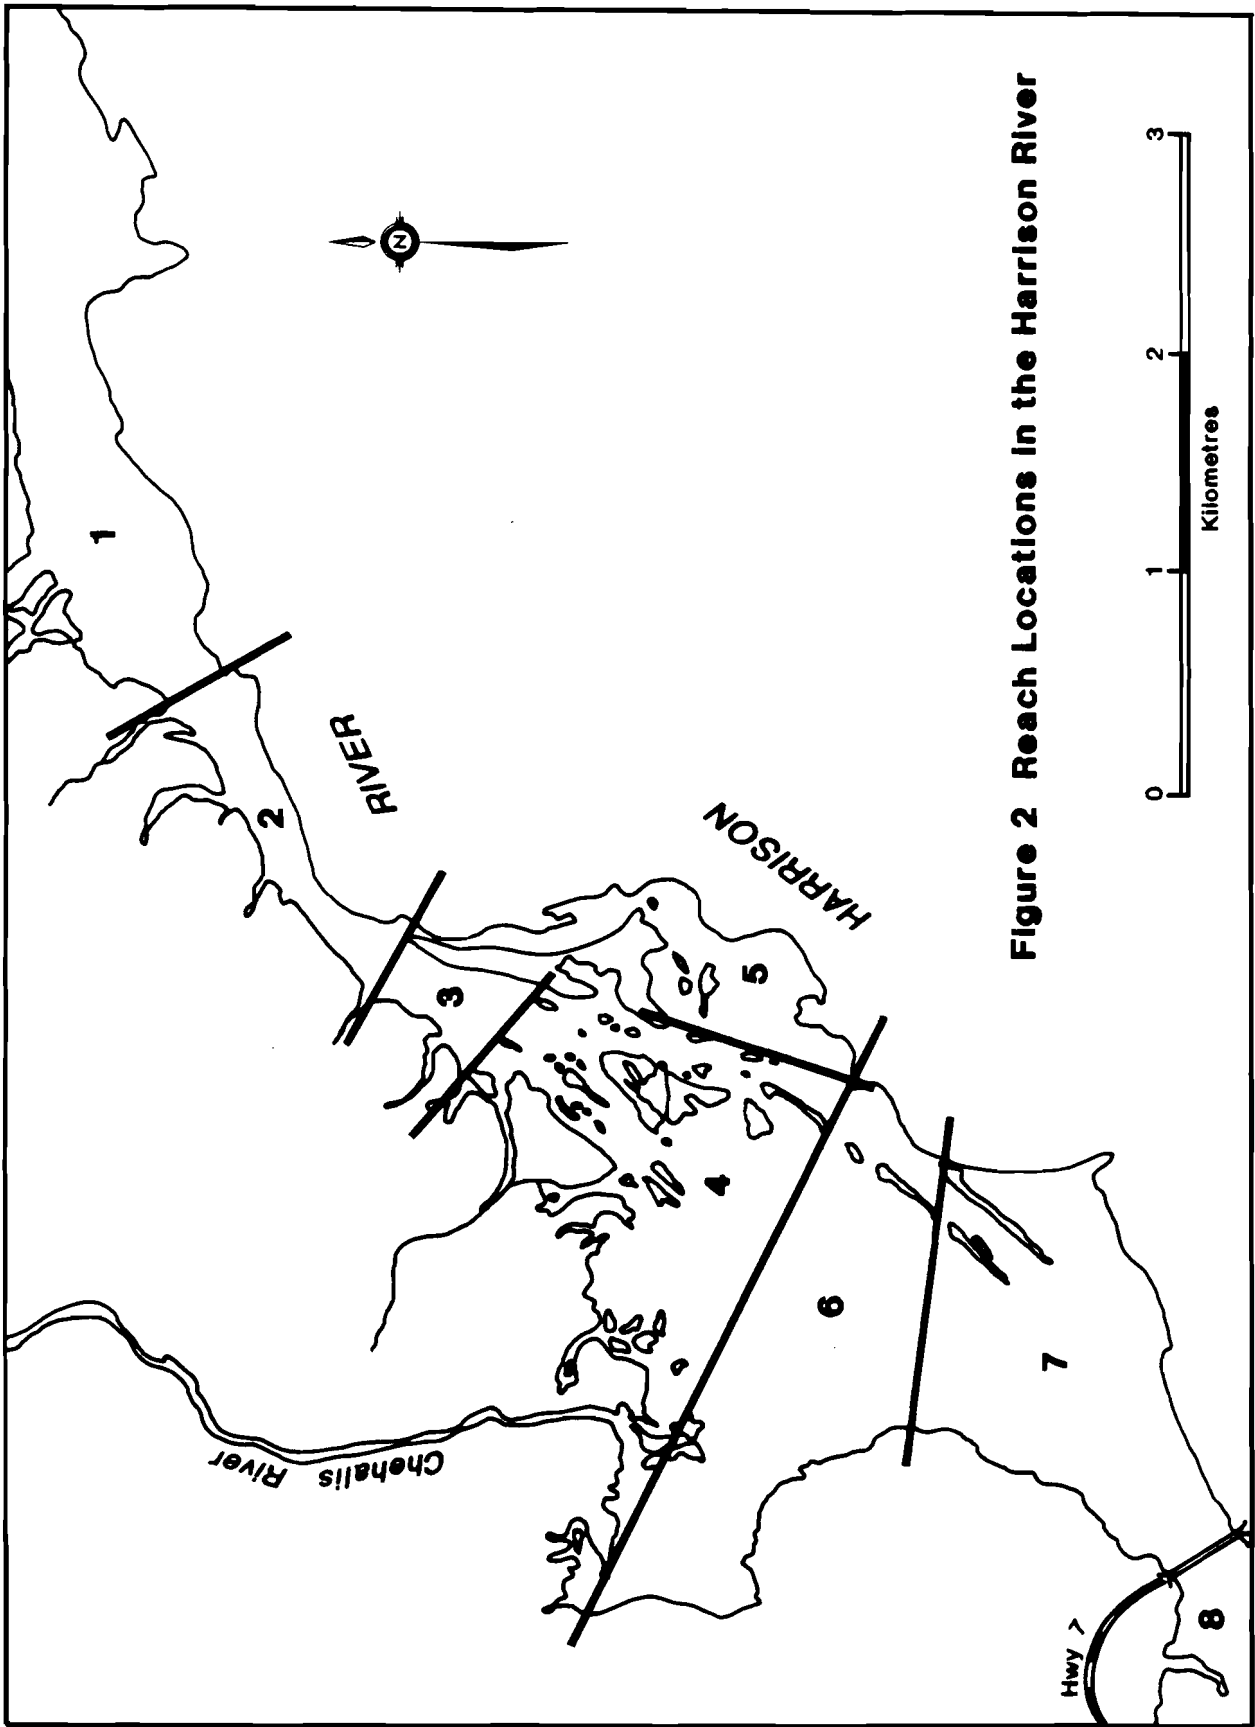 1
2
3
4
5
6
7
8
N
RIVER
HARRISON
Chehalis
River
Hwy 7
Figure 2 Reach Locations in the Harrison River
0 1 2 3
Kilometres